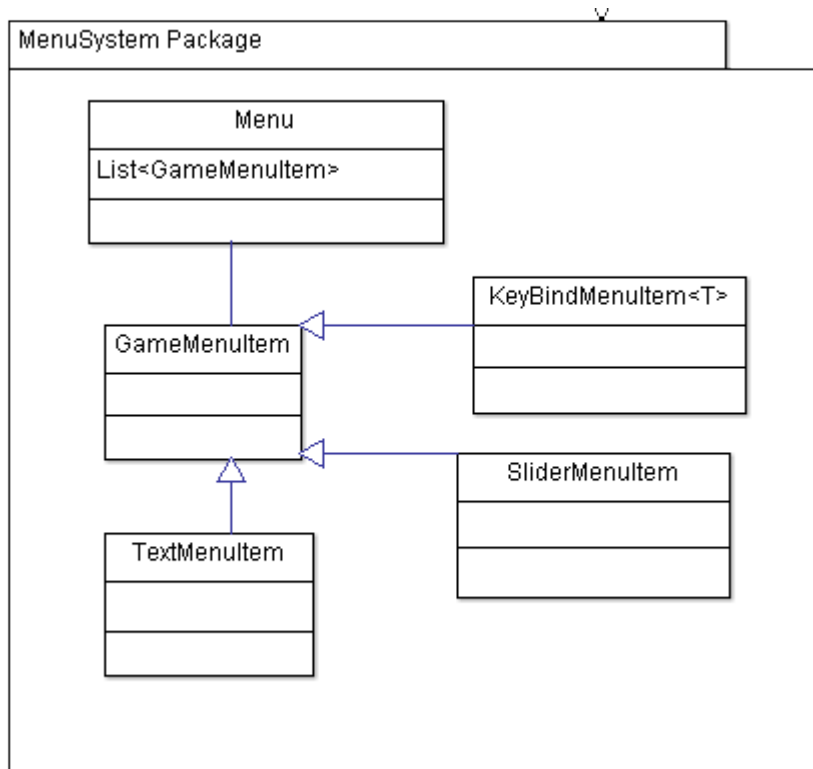 MenuSystem Package
Menu
List<GameMenuItem>
KeyBindMenuItem<T>
GameMenuItem
SliderMenuItem
TextMenuItem